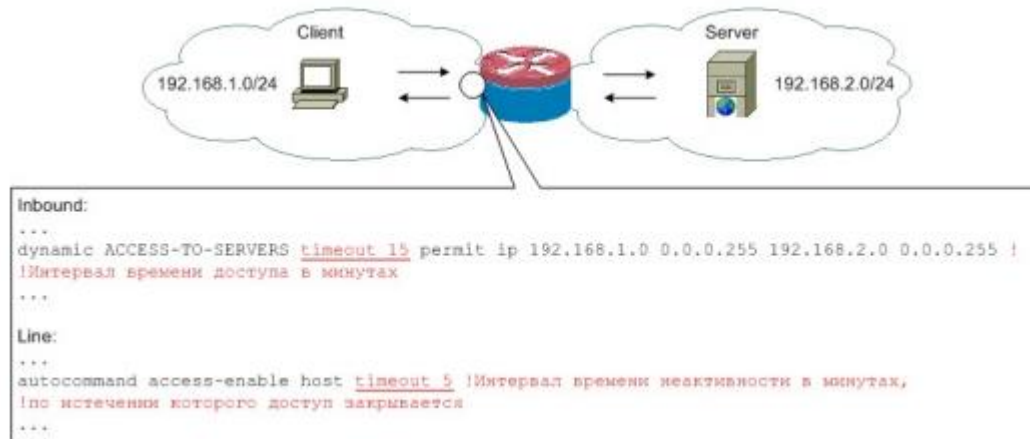 Client
Server
192.168.1.0/24
192.168.2.0/24
Inbound:
...
dynamic ACCESS-TO-SERVERS timeout 15 permit ip 192.168.1.0 0.0.0.255 192.168.2.0 0.0.0.255 !
!Интервал времени доступа в минутах
...
Line:
...
autocommand access-enable host timeout 5 !Интервал времени неактивности в минутах,
!по истечении которого доступ закрывается
...